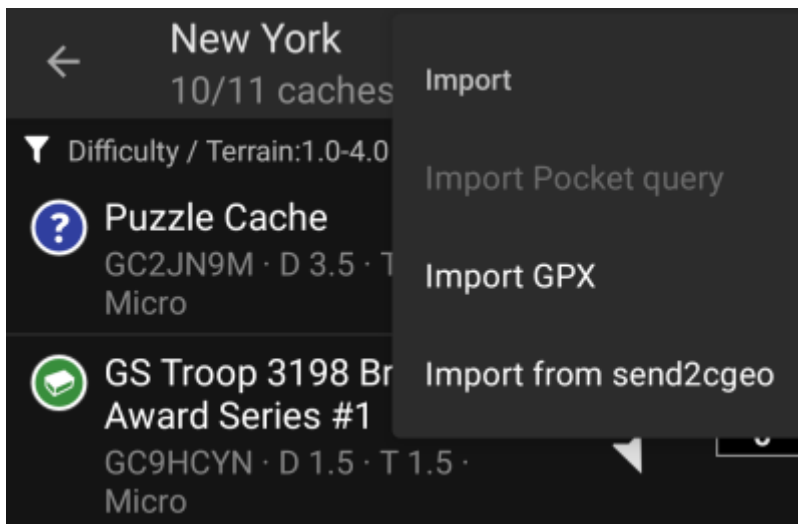 New York
10/11 caches
Difficulty / Terrain:1.0-4.0
Puzzle Cache
GC2JN9M · D 3.5 ·
Micro
GS Troop 3198
Award Series #1
GC9HCYN · D 1.5 · T 1.5 ·
Micro
Import
Import Pocket query
Import GPX
Import from send2cgeo